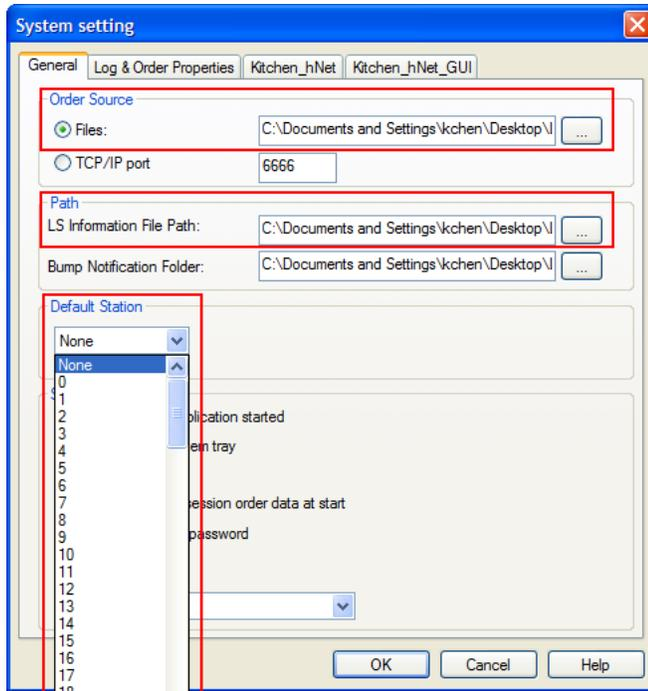 System setting
General Log & Order Properties Kitchen_hNet Kitchen_hNet_GUI
Order Source
Files: C:\Documents and Settings\kchen\Desktop\I ...
TCP/IP port 6666
Path
LS Information File Path: C:\Documents and Settings\kchen\Desktop\I ...
Bump Notification Folder: C:\Documents and Settings\kchen\Desktop\I ...
Default Station
None
None
0
1
2 plication started
3
4 em tray
5
6
7 session order data at start
8
9 password
10
11
12
13
14
15
16
17
18
OK Cancel Help